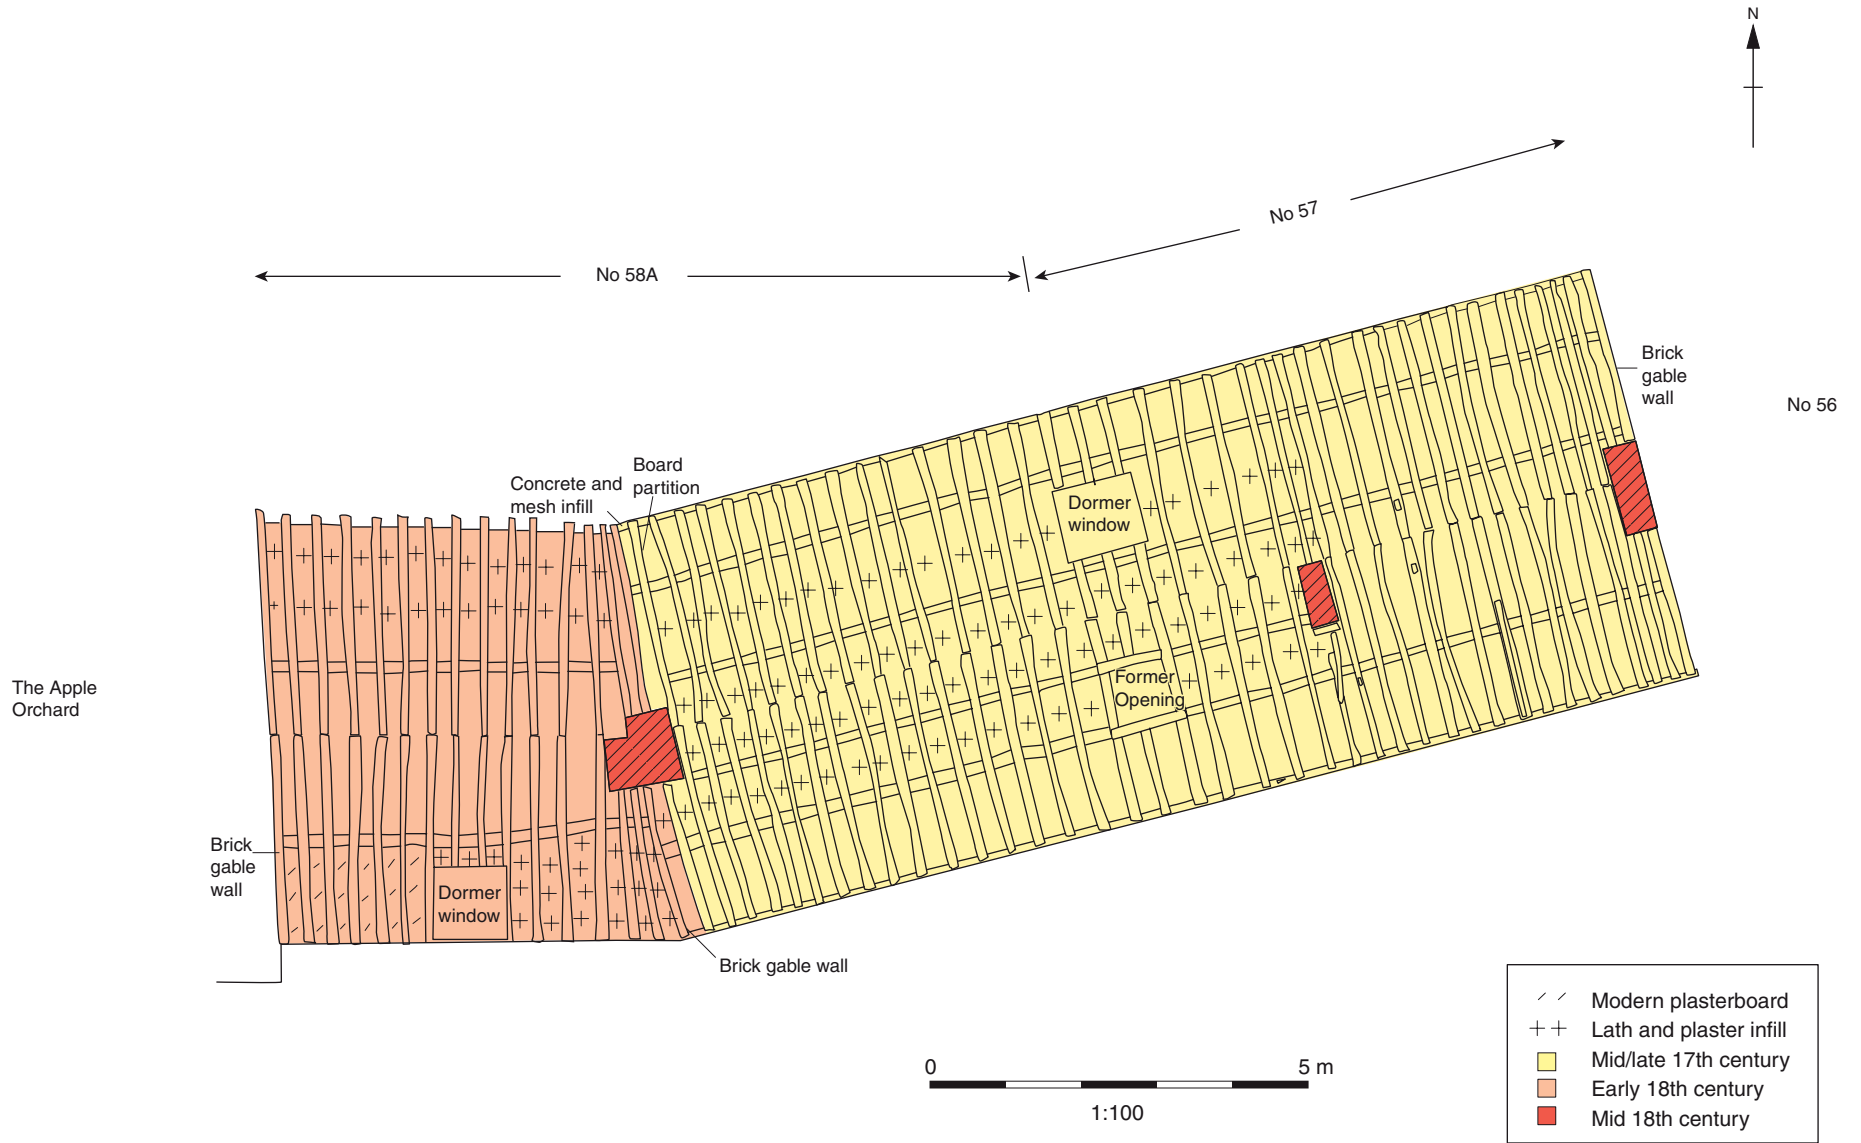 N
No 57
No 58A
Brick
gable
wall
No 56
Board
partition
Concrete and
mesh infill
Dormer
window
Former
Opening
The Apple
Orchard
Brick
gable
wall
Dormer
window
Brick gable wall
0 5 m
1:100
Modern plasterboard
Lath and plaster infill
Mid/late 17th century
Early 18th century
Mid 18th century